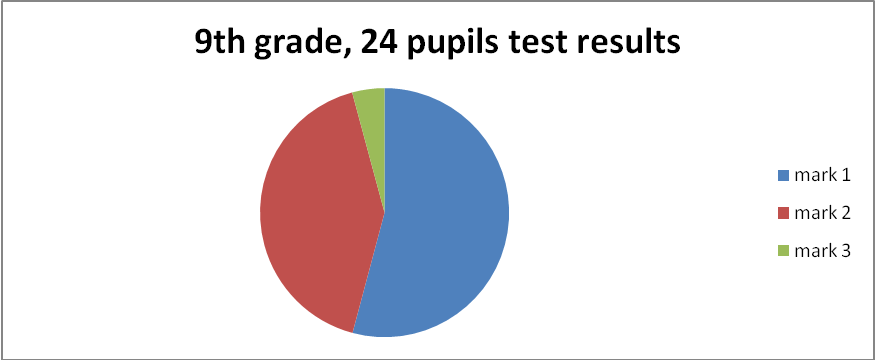 9th grade, 24 pupils test results
mark 1
mark 2
mark 3